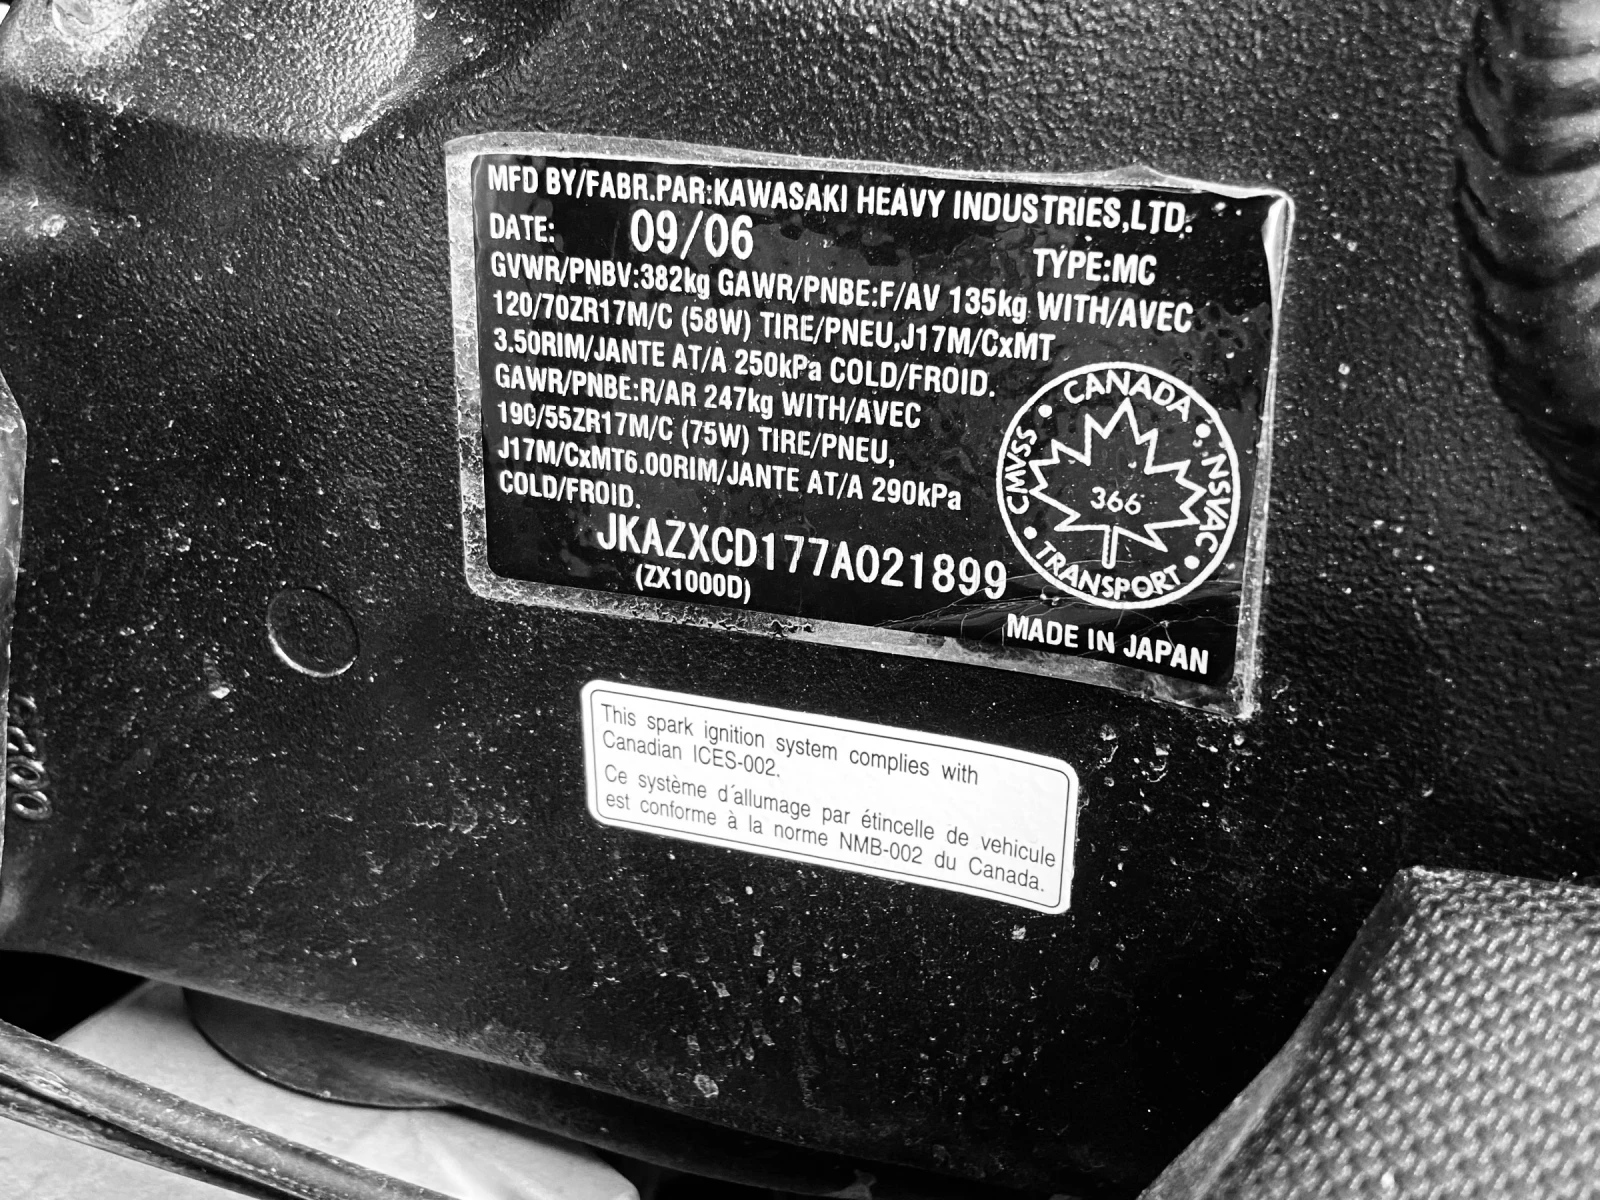 MFD BY/FABR.PAR:KAWASAKI HEAVY INDUSTRIES,LTD.
DATE: 09/06 TYPE:MC
GVWR/PNBV:382kg GAWR/PNBE:F/AV 135kg WITH/AVEC
120/70ZR17M/C (58W) TIRE/PNEU,J17M/CxMT
3.50RIM/JANTE AT/A 250kPa COLD/FROID.
GAWR/PNBE:R/AR 247kg WITH/AVEC
190/55ZR17M/C (75W) TIRE/PNEU,
J17M/CxMT6.00RIM/JANTE AT/A 290kPa
COLD/FROID.
JKAZXCD177A021899
(ZX1000D)
CANADA • NSVAC • TRANSPORT • CMVSS •
366
MADE IN JAPAN
This spark ignition system complies with
Canadian ICES-002.
Ce système d´allumage par étincelle de vehicule
est conforme à la norme NMB-002 du Canada.